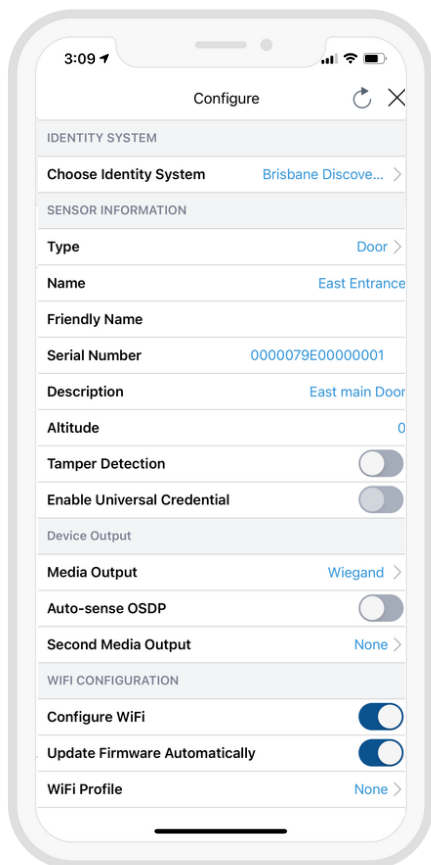 3:09
Configure
IDENTITY SYSTEM
Choose Identity System Brisbane Discove...
SENSOR INFORMATION
Type Door
Name East Entrance
Friendly Name
Serial Number 0000079E00000001
Description East main Door
Altitude 0
Tamper Detection
Enable Universal Credential
Device Output
Media Output Wiegand
Auto-sense OSDP
Second Media Output None
WIFI CONFIGURATION
Configure WiFi
Update Firmware Automatically
WiFi Profile None